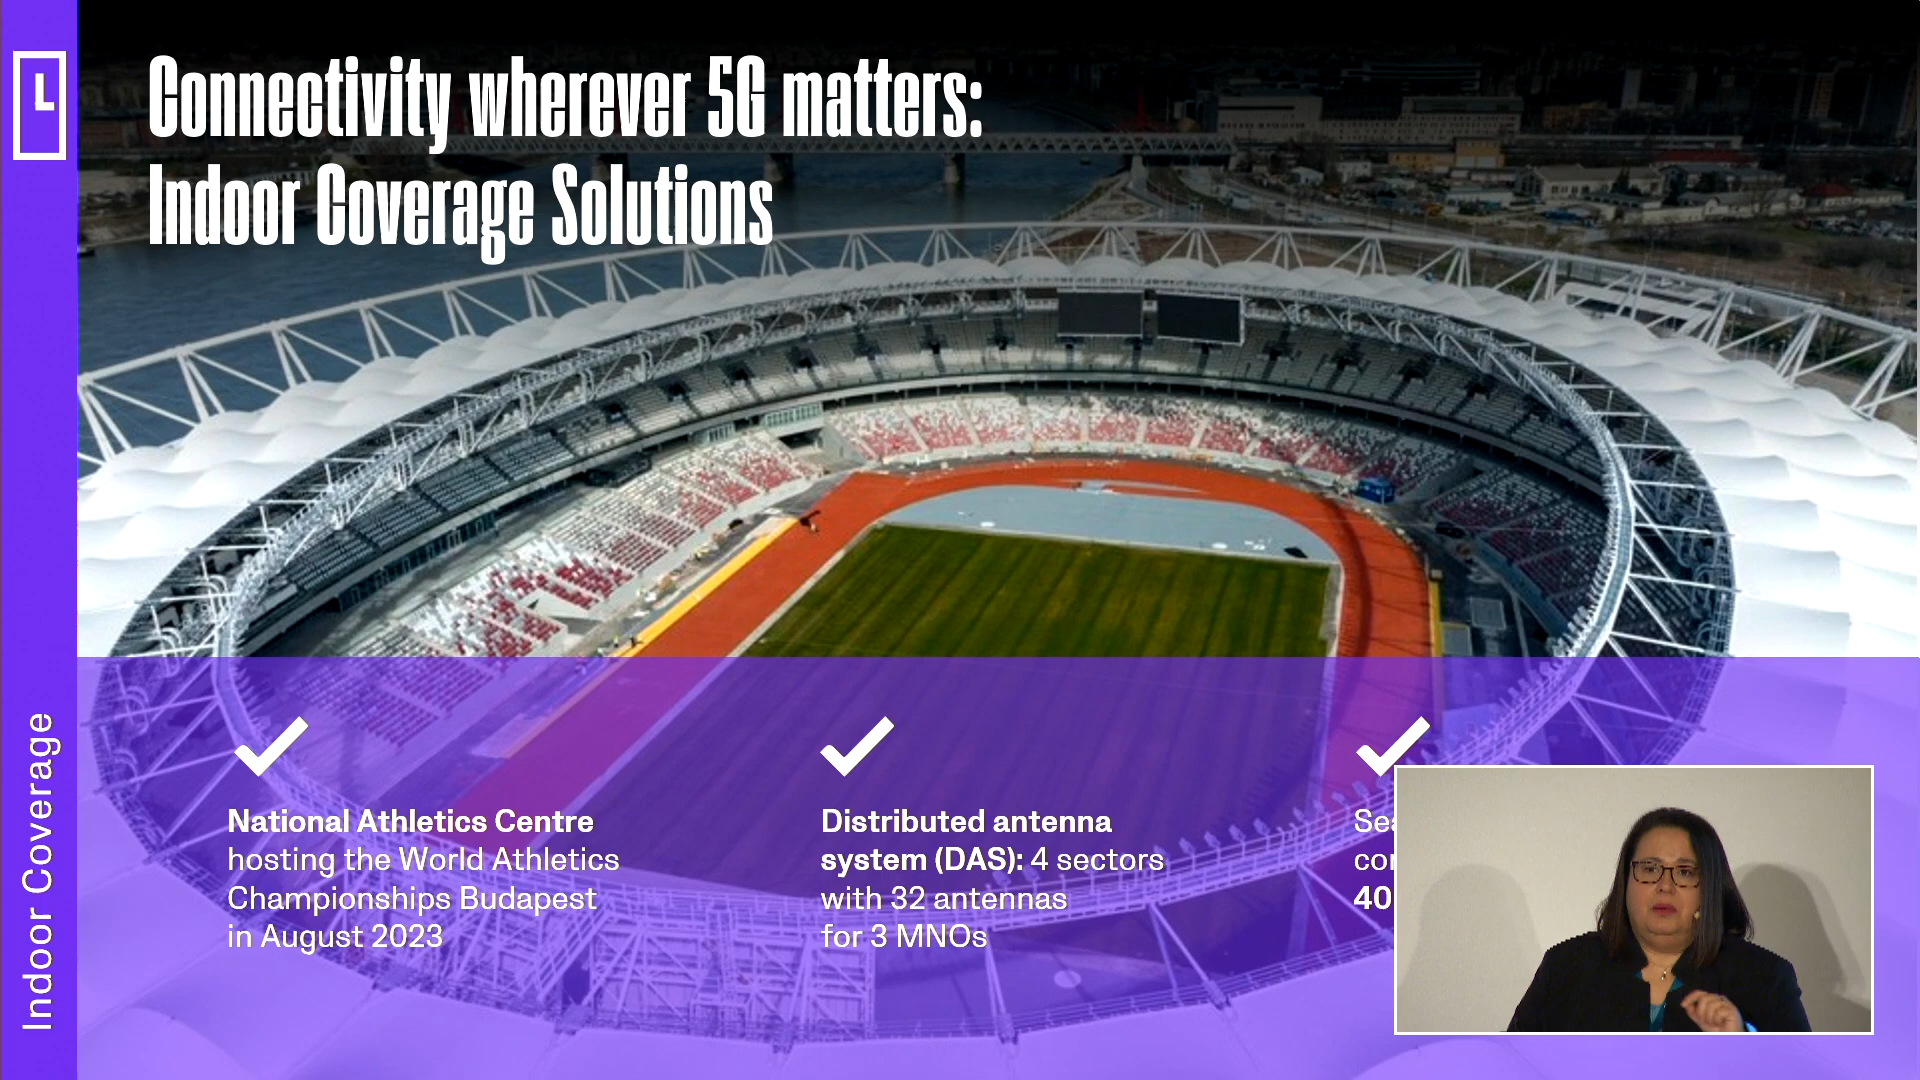 L
Connectivity wherever 5G matters:
Indoor Coverage Solutions
Indoor Coverage
National Athletics Centre
hosting the World Athletics
Championships Budapest
in August 2023
Distributed antenna
system (DAS): 4 sectors
with 32 antennas
for 3 MNOs
40